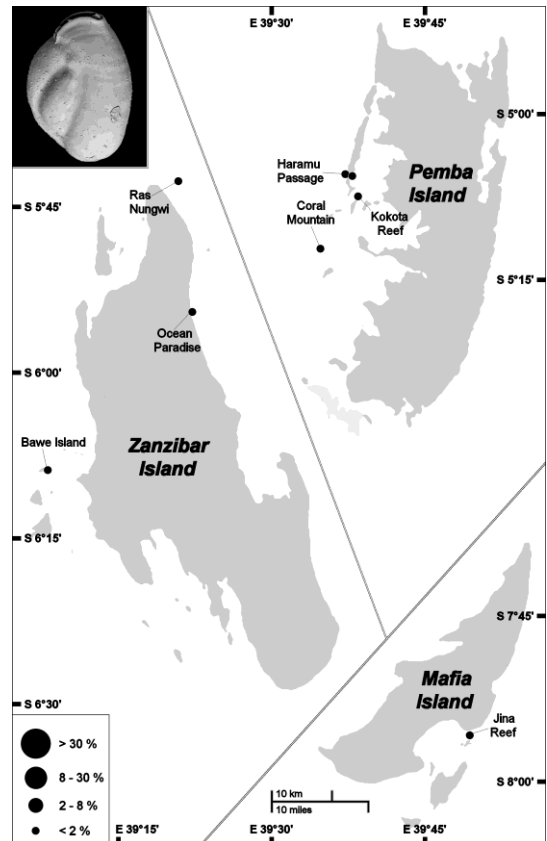 E 39°30'
E 39°45'
S 5°00'
Haramu
Passage
Pemba
Island
Ras
Nungwi
S 5°45'
Coral
Mountain
Kokota
Reef
S 5°15'
Ocean
Paradise
S 6°00'
Bawe Island
Zanzibar
Island
S 6°15'
S 7°45'
Mafia
Island
S 6°30'
Jina
Reef
> 30 %
8 - 30 %
2 - 8 %
< 2 %
S 8°00'
10 km
10 miles
E 39°15'
E 39°30'
E 39°45'